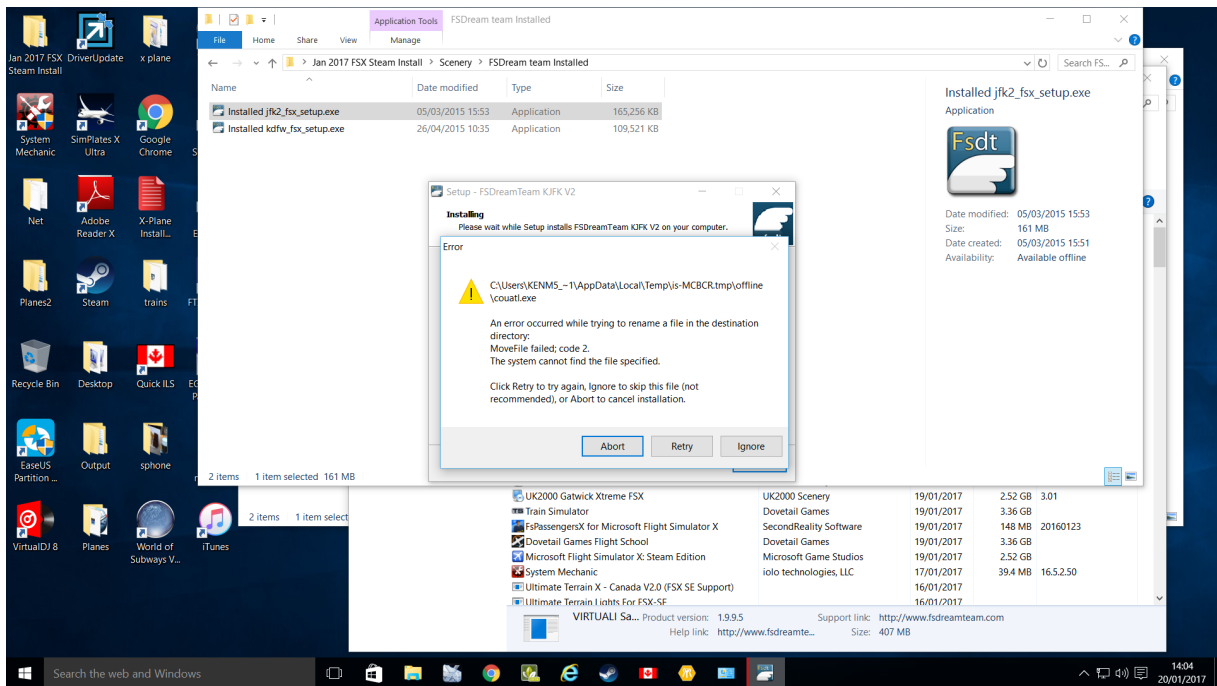 Application Tools
FSDream team Installed
File Home Share View Manage
Jan 2017 FSX Steam Install > Scenery > FSDream team Installed
Search FS...
Name Date modified Type Size
Installed jfk2_fsx_setup.exe 05/03/2015 15:53 Application 165,256 KB
Installed kdfw_fsx_setup.exe 26/04/2015 10:35 Application 109,521 KB
Installed jfk2_fsx_setup.exe
Application
Fsdt
Date modified: 05/03/2015 15:53
Size: 161 MB
Date created: 05/03/2015 15:51
Availability: Available offline
Setup - FSDreamTeam KJFK V2
Installing
Please wait while Setup installs FSDreamTeam KJFK V2 on your computer.
Error
C:\Users\KENM5_~1\AppData\Local\Temp\is-MCBCR.tmp\offline
\couatl.exe
An error occurred while trying to rename a file in the destination
directory:
MoveFile failed; code 2.
The system cannot find the file specified.
Click Retry to try again, Ignore to skip this file (not
recommended), or Abort to cancel installation.
Abort Retry Ignore
2 items 1 item selected 161 MB
2 items 1 item select
Jan 2017 FSX
Steam Install
DriverUpdate
x plane
System
Mechanic
SimPlates X
Ultra
Google
Chrome
Net
Adobe
Reader X
X-Plane
Install...
Planes2
Steam
trains
FT
Recycle Bin
Desktop
Quick ILS
EaseUS
Partition ...
Output
sphone
VirtualDJ 8
Planes
World of
Subways V...
iTunes
UK2000 Gatwick Xtreme FSX UK2000 Scenery 19/01/2017 2.52 GB 3.01
Train Simulator Dovetail Games 19/01/2017 3.36 GB
FsPassengersX for Microsoft Flight Simulator X SecondReality Software 19/01/2017 148 MB 20160123
Dovetail Games Flight School Dovetail Games 19/01/2017 3.36 GB
Microsoft Flight Simulator X: Steam Edition Microsoft Game Studios 19/01/2017 2.52 GB
System Mechanic iolo technologies, LLC 17/01/2017 39.4 MB 16.5.2.50
Ultimate Terrain X - Canada V2.0 (FSX SE Support) 16/01/2017
Ultimate Terrain Lights For FSX-SE 16/01/2017
VIRTUALI Sa... Product version: 1.9.9.5 Support link: http://www.fsdreamteam.com
Help link: http://www.fsdreamte... Size: 407 MB
Search the web and Windows
14:04
20/01/2017